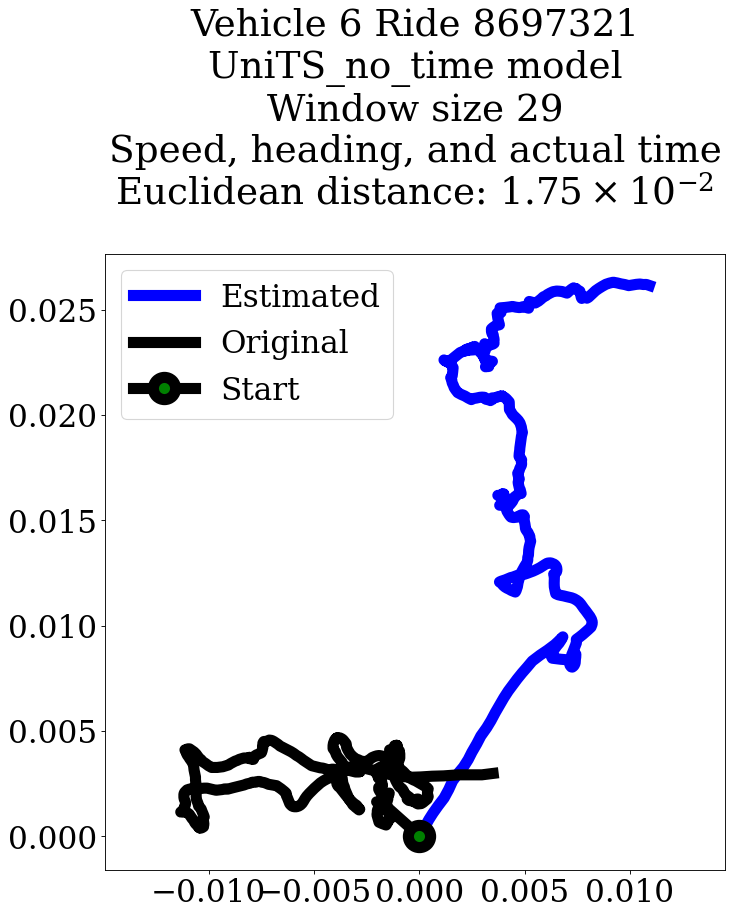 Vehicle 6 Ride 8697321
UniTS_no_time model
Window size 29
Speed, heading, and actual time
Euclidean distance: 1.75 × 10⁻²
Estimated
Original
Start
0.025
0.020
0.015
0.010
0.005
0.000
−0.010 −0.005 0.000 0.005 0.010